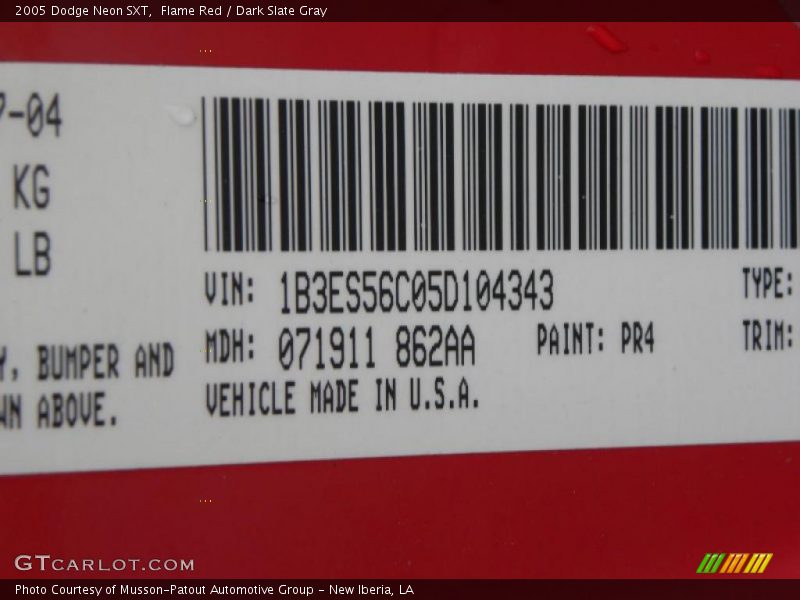 2005 Dodge Neon SXT,  Flame Red / Dark Slate Gray
7-04
KG
LB
VIN: 1B3ES56C05D104343
TYPE:
MDH: 071911 862AA
PAINT: PR4
TRIM:
Y, BUMPER AND
VEHICLE MADE IN U.S.A.
WN ABOVE.
GTCARLOT.COM
Photo Courtesy of Musson-Patout Automotive Group - New Iberia, LA